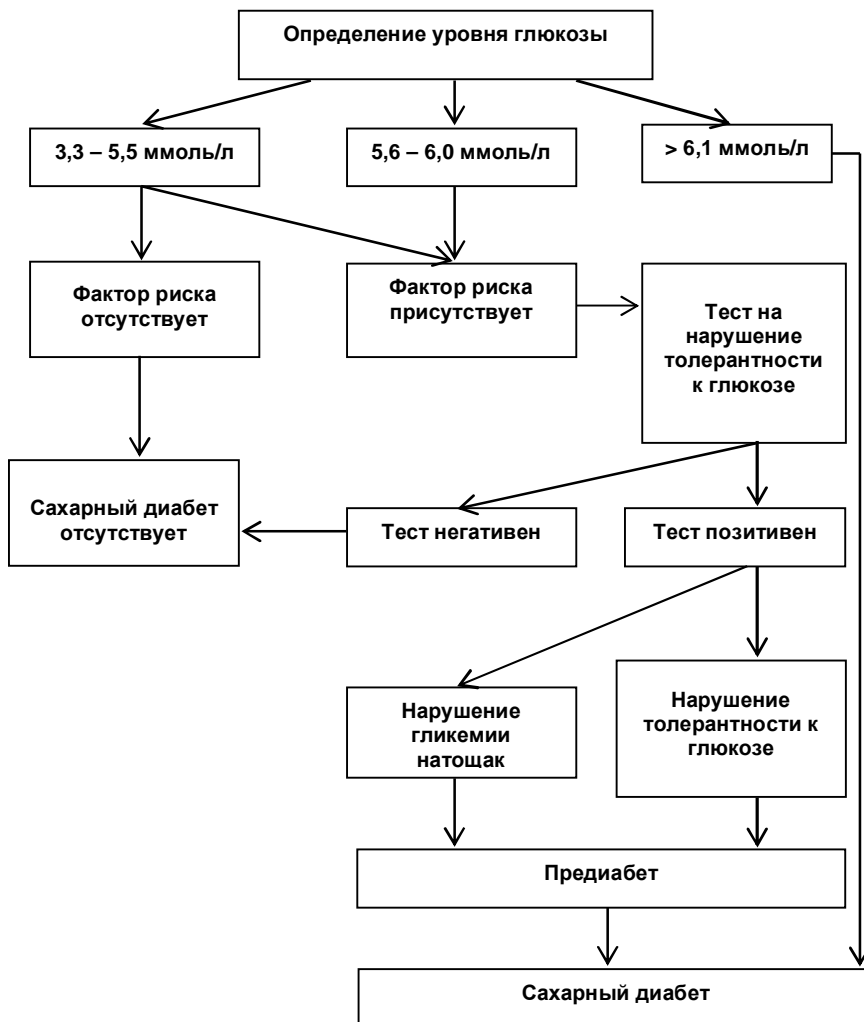 Определение уровня глюкозы
3,3 – 5,5 ммоль/л
5,6 – 6,0 ммоль/л
> 6,1 ммоль/л
Фактор риска
отсутствует
Фактор риска
присутствует
Тест на
нарушение
толерантности
к глюкозе
Сахарный диабет
отсутствует
Тест негативен
Тест позитивен
Нарушение
гликемии
натощак
Нарушение
толерантности к
глюкозе
Предиабет
Сахарный диабет